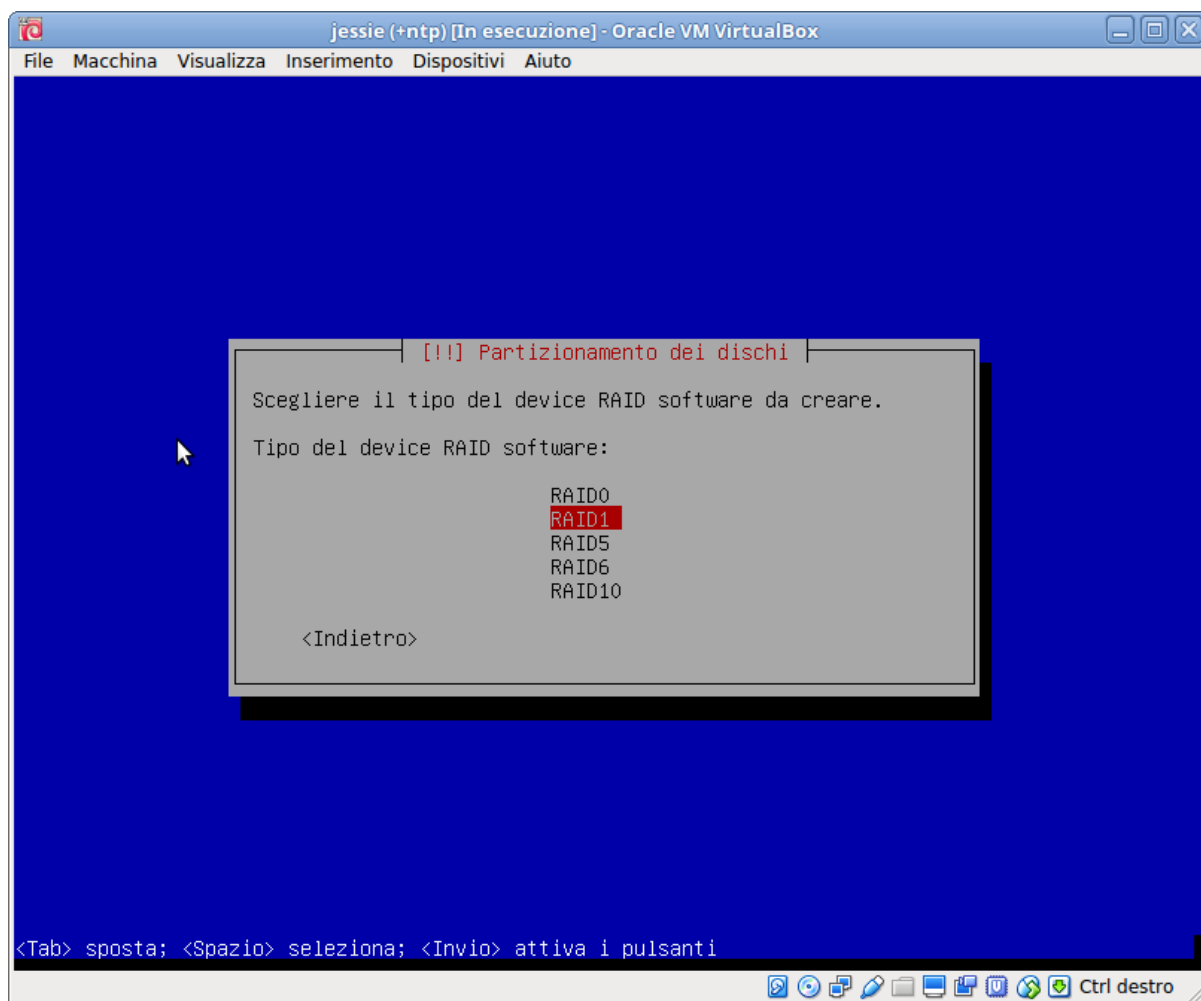 jessie (+ntp) [In esecuzione] - Oracle VM VirtualBox
File Macchina Visualizza Inserimento Dispositivi Aiuto
[!!] Partizionamento dei dischi
Scegliere il tipo del device RAID software da creare.
Tipo del device RAID software:
RAID0
RAID1
RAID5
RAID6
RAID10
<Indietro>
<Tab> sposta; <Spazio> seleziona; <Invio> attiva i pulsanti
Ctrl destro